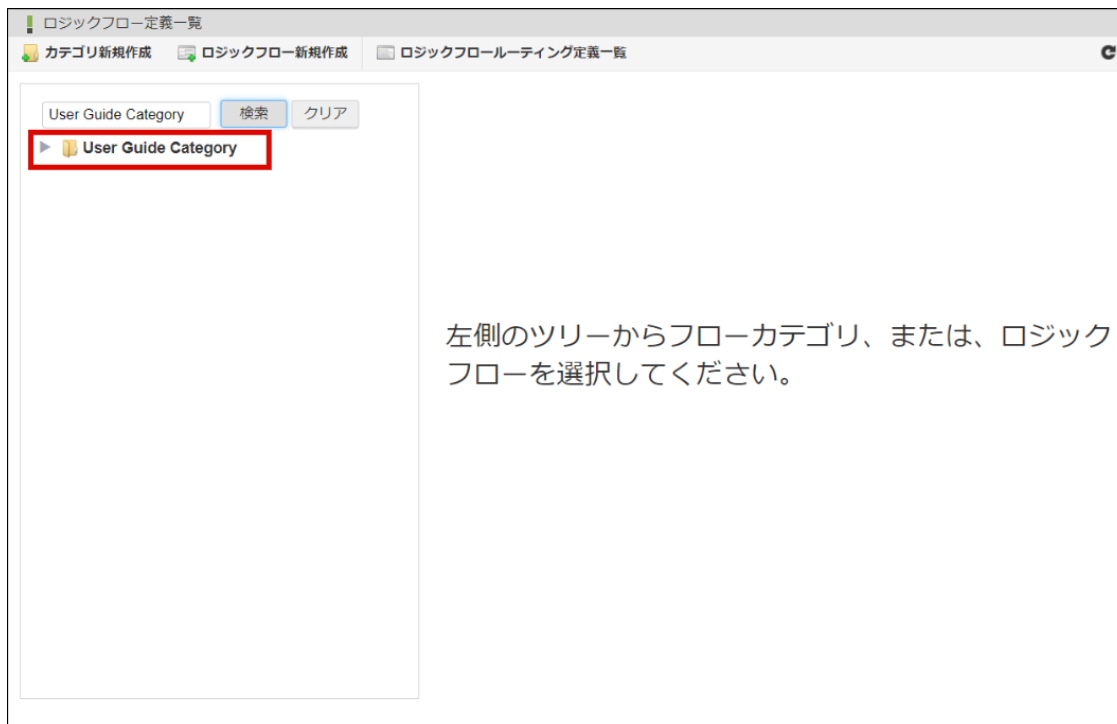 ロジックフロー定義一覧
カテゴリ新規作成 ロジックフロー新規作成 ロジックフロールーティング定義一覧
User Guide Category 検索 クリア
User Guide Category
左側のツリーからフローカテゴリ、または、ロジック
フローを選択してください。